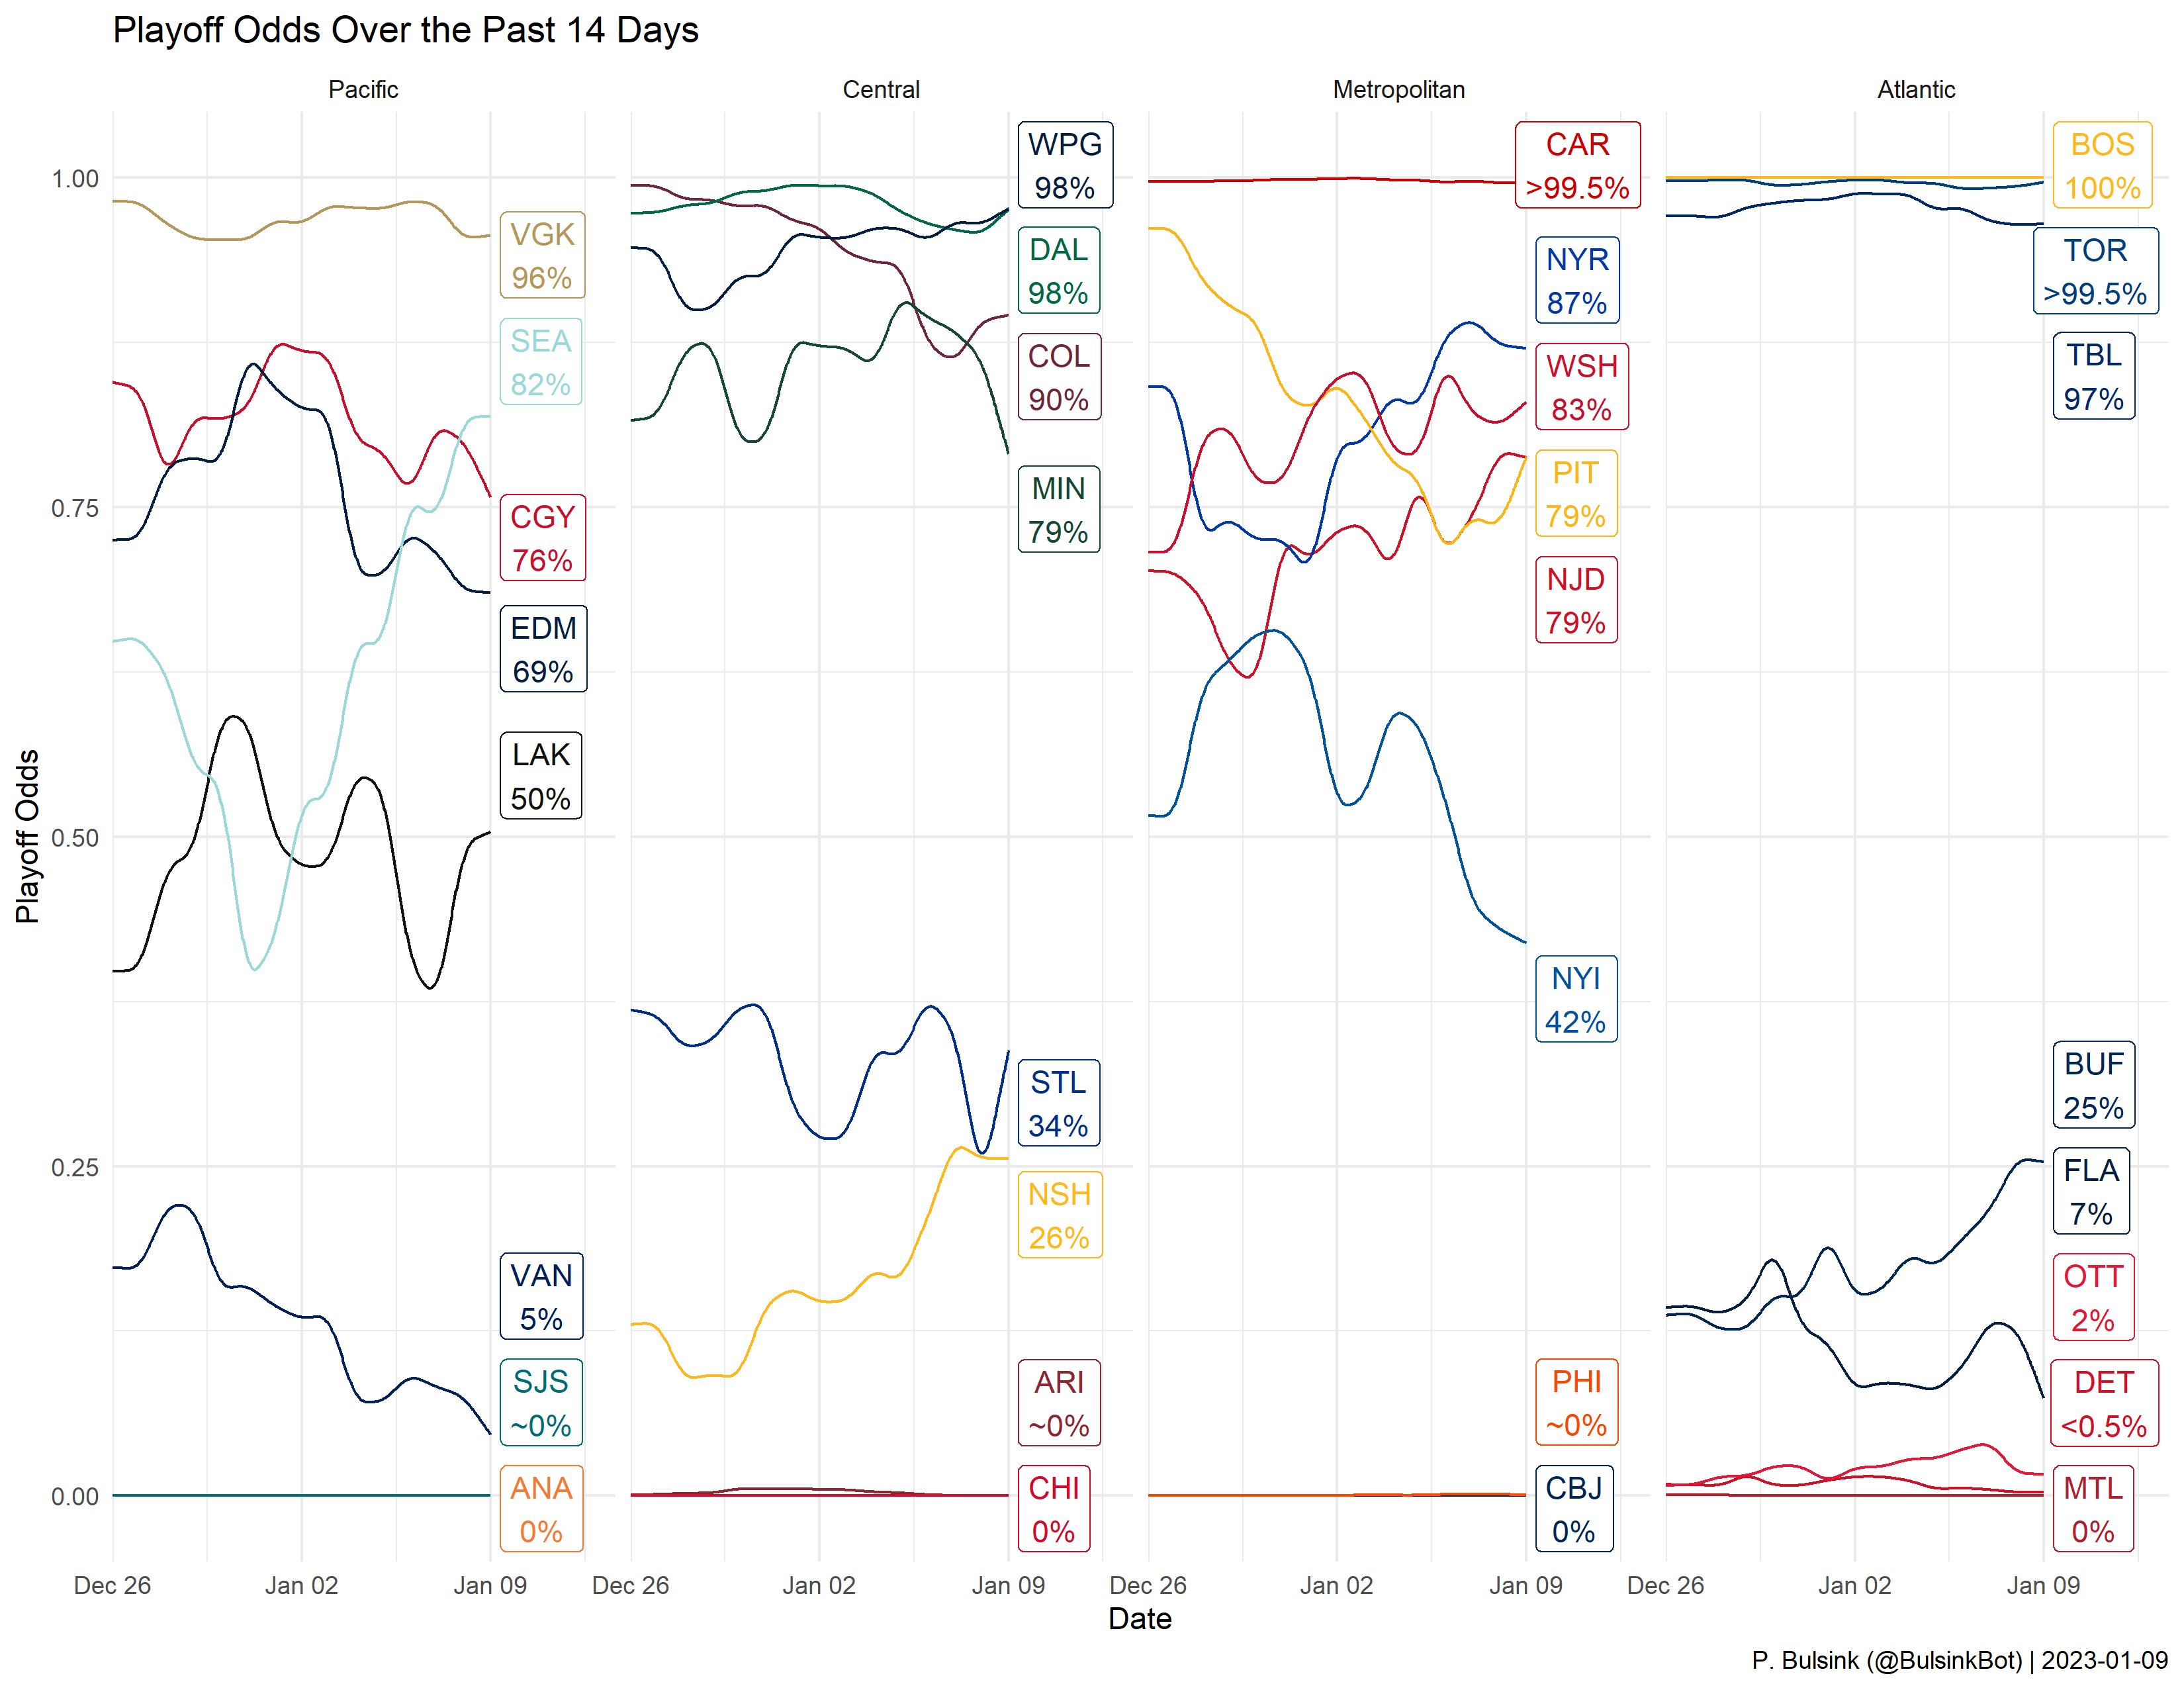 Playoff Odds Over the Past 14 Days
Pacific
Central
Metropolitan
Atlantic
Playoff Odds
1.00
0.75
0.50
0.25
0.00
VGK
96%
SEA
82%
CGY
76%
EDM
69%
LAK
50%
VAN
5%
SJS
~0%
ANA
0%
WPG
98%
DAL
98%
COL
90%
MIN
79%
STL
34%
NSH
26%
ARI
~0%
CHI
0%
CAR
>99.5%
NYR
87%
WSH
83%
PIT
79%
NJD
79%
NYI
42%
PHI
~0%
CBJ
0%
BOS
100%
TOR
>99.5%
TBL
97%
BUF
25%
FLA
7%
OTT
2%
DET
<0.5%
MTL
0%
Dec 26
Jan 02
Jan 09
Dec 26
Jan 02
Jan 09
Dec 26
Jan 02
Jan 09
Dec 26
Jan 02
Jan 09
Date
P. Bulsink (@BulsinkBot) | 2023-01-09